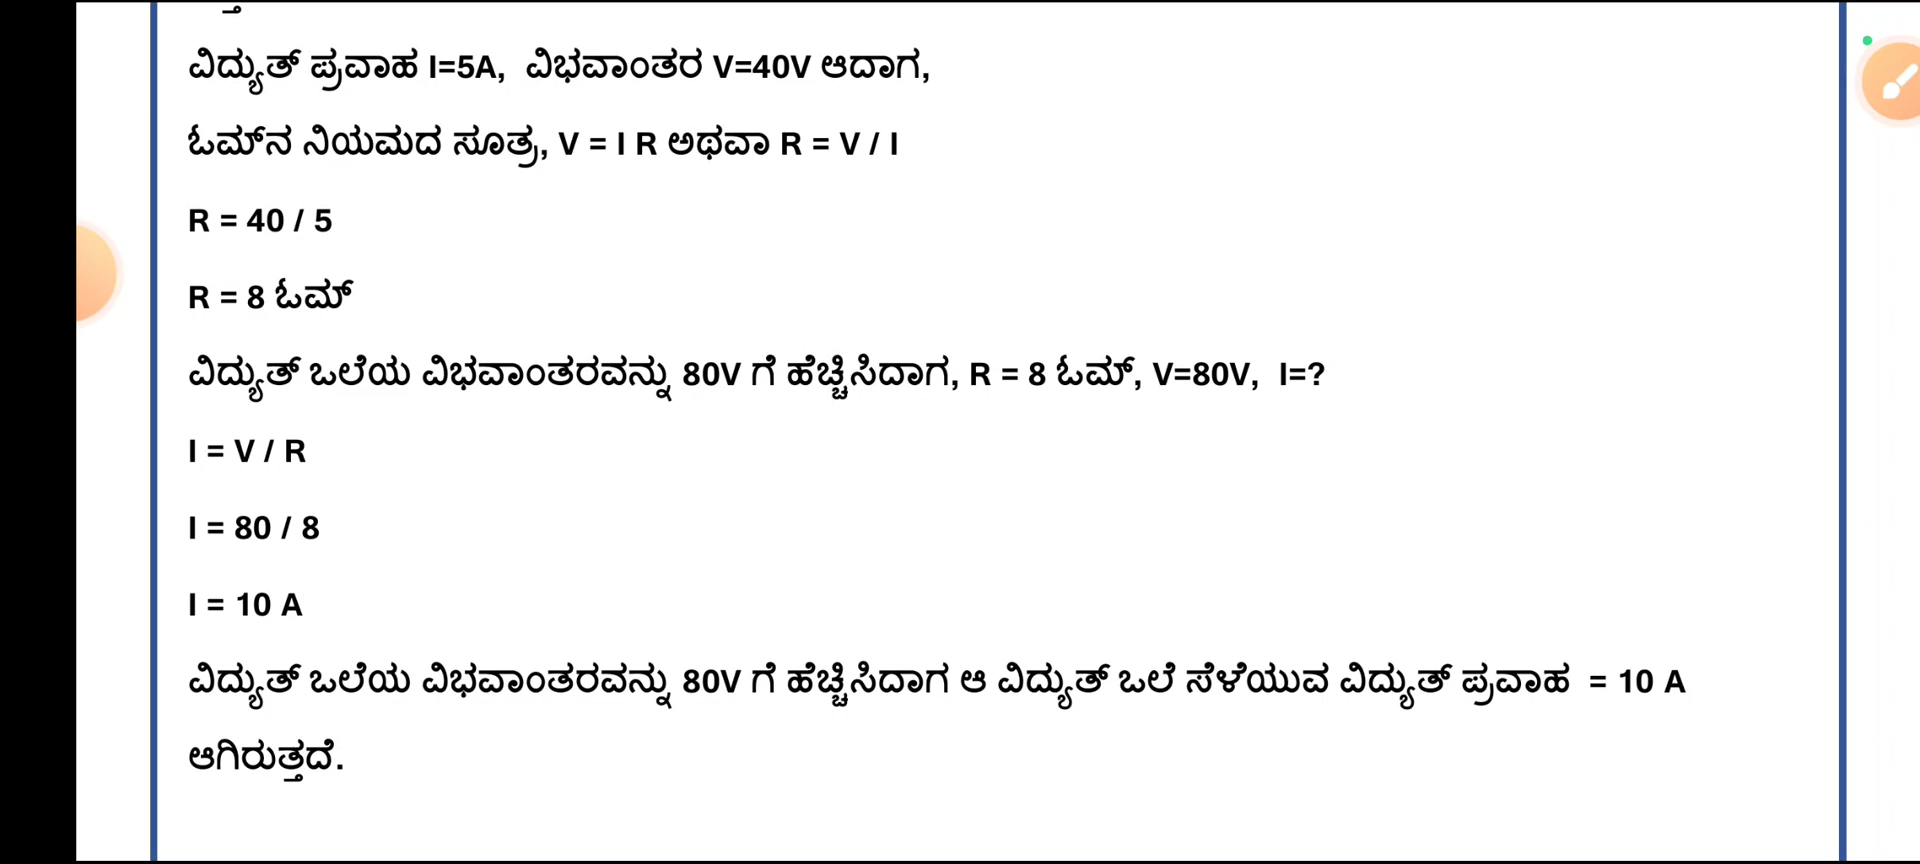 ವಿದ್ಯುತ್ ಪ್ರವಾಹ I=5A, ವಿಭವಾಂತರ V=40V ಆದಾಗ,
ಓಮ್‌ನ ನಿಯಮದ ಸೂತ್ರ, V = I R ಅಥವಾ R = V / I
R = 40 / 5
R = 8 ಓಮ್
ವಿದ್ಯುತ್ ಒಲೆಯ ವಿಭವಾಂತರವನ್ನು 80V ಗೆ ಹೆಚ್ಚಿಸಿದಾಗ, R = 8 ಓಮ್, V=80V, I=?
I = V / R
I = 80 / 8
I = 10 A
ವಿದ್ಯುತ್ ಒಲೆಯ ವಿಭವಾಂತರವನ್ನು 80V ಗೆ ಹೆಚ್ಚಿಸಿದಾಗ ಆ ವಿದ್ಯುತ್ ಒಲೆ ಸೆಳೆಯುವ ವಿದ್ಯುತ್ ಪ್ರವಾಹ = 10 A
ಆಗಿರುತ್ತದೆ.